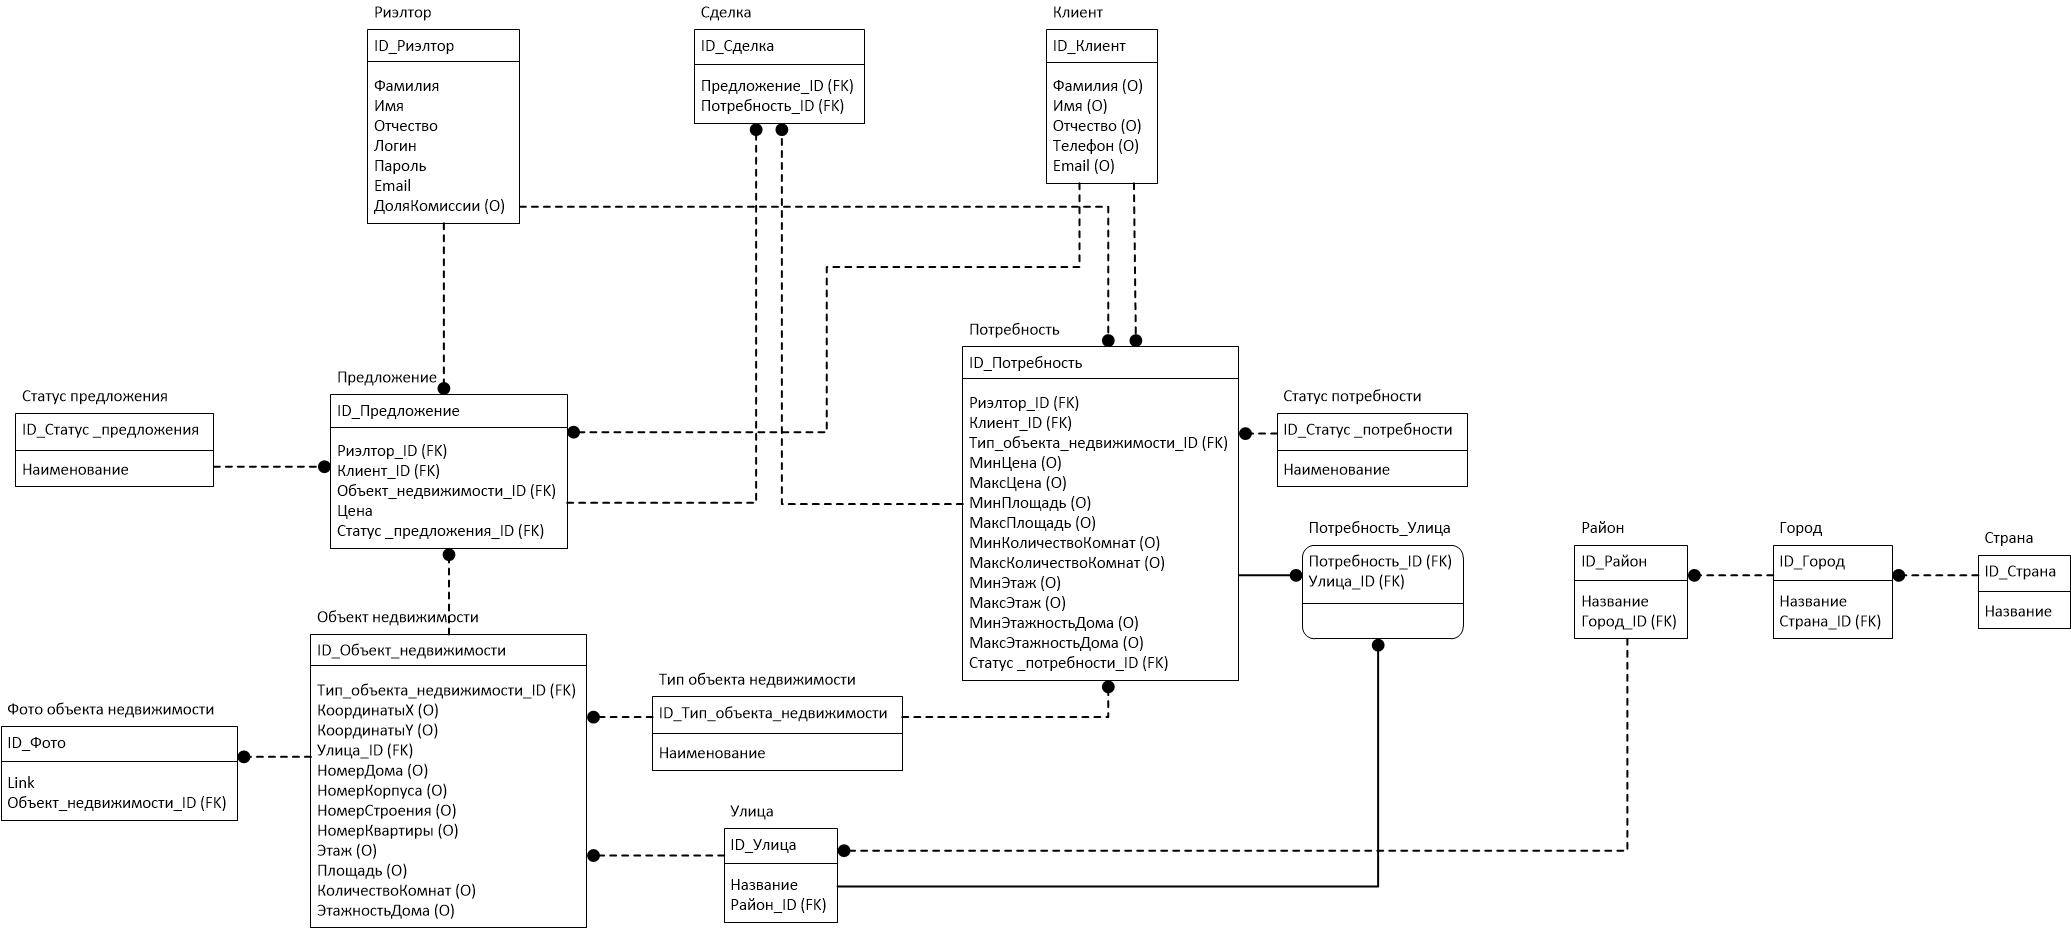 Риэлтор
ID_Риэлтор
Фамилия
Имя
Отчество
Логин
Пароль
Email
ДоляКомиссии (O)
Сделка
ID_Сделка
Предложение_ID (FK)
Потребность_ID (FK)
Клиент
ID_Клиент
Фамилия (O)
Имя (O)
Отчество (O)
Телефон (O)
Email (O)
Статус предложения
ID_Статус _предложения
Наименование
Предложение
ID_Предложение
Риэлтор_ID (FK)
Клиент_ID (FK)
Объект_недвижимости_ID (FK)
Цена
Статус _предложения_ID (FK)
Потребность
ID_Потребность
Риэлтор_ID (FK)
Клиент_ID (FK)
Тип_объекта_недвижимости_ID (FK)
МинЦена (O)
МаксЦена (O)
МинПлощадь (O)
МаксПлощадь (O)
МинКоличествоКомнат (O)
МаксКоличествоКомнат (O)
МинЭтаж (O)
МаксЭтаж (O)
МинЭтажностьДома (O)
МаксЭтажностьДома (O)
Статус _потребности_ID (FK)
Статус потребности
ID_Статус _потребности
Наименование
Потребность_Улица
Потребность_ID (FK)
Улица_ID (FK)
Район
ID_Район
Название
Город_ID (FK)
Город
ID_Город
Название
Страна_ID (FK)
Страна
ID_Страна
Название
Фото объекта недвижимости
ID_Фото
Link
Объект_недвижимости_ID (FK)
Объект недвижимости
ID_Объект_недвижимости
Тип_объекта_недвижимости_ID (FK)
КоординатыX (O)
КоординатыY (O)
Улица_ID (FK)
НомерДома (O)
НомерКорпуса (O)
НомерСтроения (O)
НомерКвартиры (O)
Этаж (O)
Площадь (O)
КоличествоКомнат (O)
ЭтажностьДома (O)
Тип объекта недвижимости
ID_Тип_объекта_недвижимости
Наименование
Улица
ID_Улица
Название
Район_ID (FK)